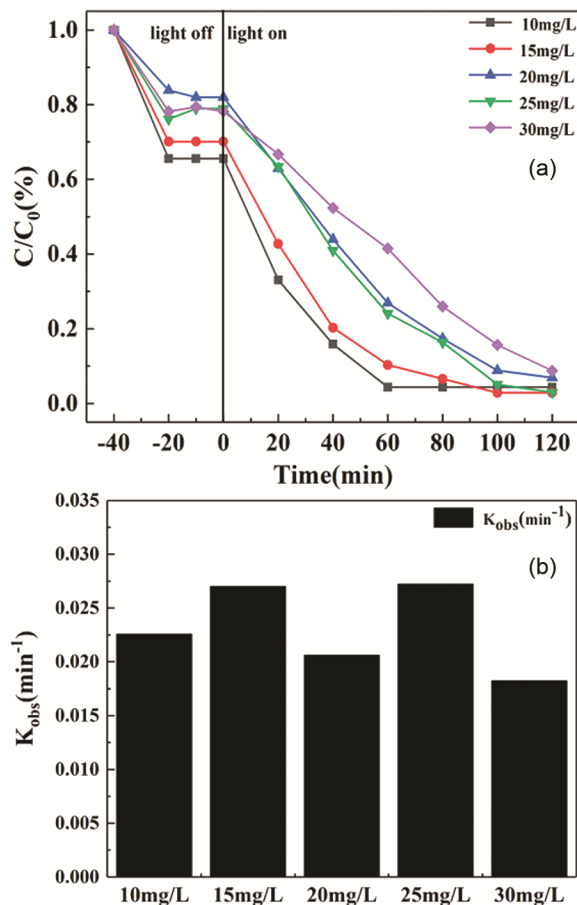 (a)
light off light on
10mg/L
15mg/L
20mg/L
25mg/L
30mg/L
C/C0(%)
1.0
0.8
0.6
0.4
0.2
0.0
-40 -20 0 20 40 60 80 100 120
Time(min)
(b)
Kobs(min-1)
Kobs(min-1)
0.035
0.030
0.025
0.020
0.015
0.010
0.005
0.000
10mg/L 15mg/L 20mg/L 25mg/L 30mg/L